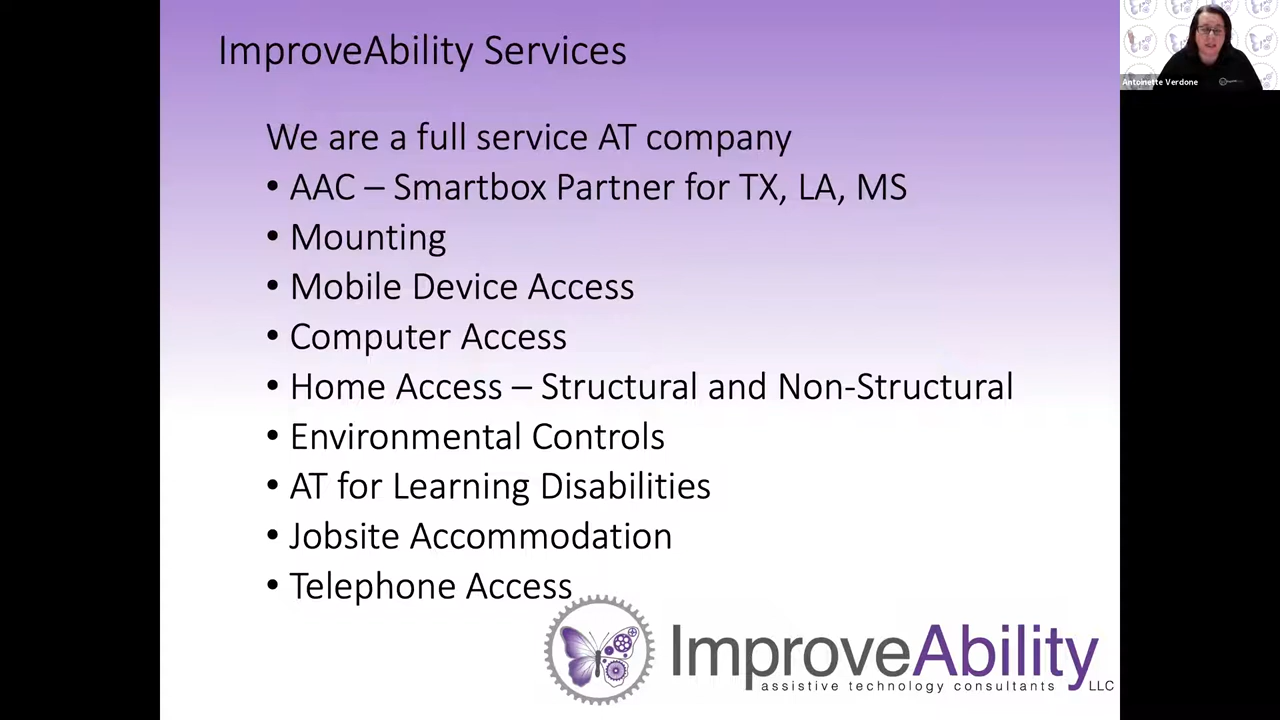 ImproveAbility Services
We are a full service AT company
• AAC – Smartbox Partner for TX, LA, MS
• Mounting
• Mobile Device Access
• Computer Access
• Home Access – Structural and Non-Structural
• Environmental Controls
• AT for Learning Disabilities
• Jobsite Accommodation
• Telephone Access
ImproveAbility
assistive technology consultants LLC
Antoinette Verdone